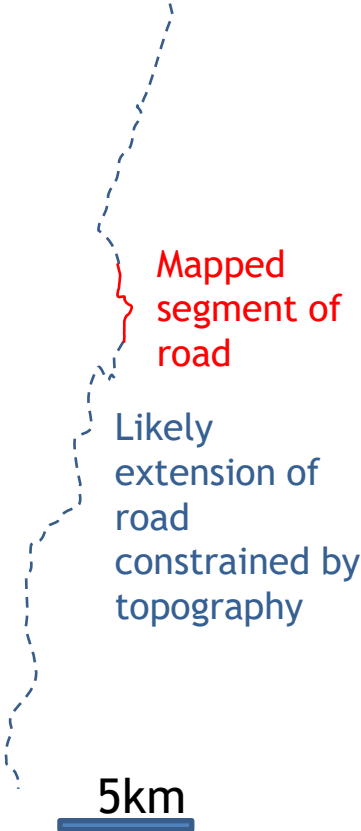 Mapped
segment of
road
Likely
extension of
road
constrained by
topography
5km